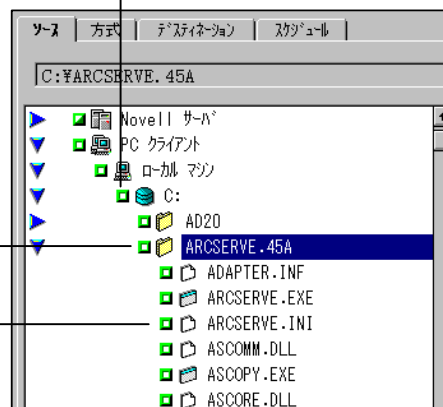 ソース 方式 デスティネーション スケジュール
C:¥ARCSERVE.45A
Novell サーバ
PC クライアント
ローカル マシン
C:
AD20
ARCSERVE.45A
ADAPTER.INF
ARCSERVE.EXE
ARCSERVE.INI
ASCOMM.DLL
ASCOPY.EXE
ASCORE.DLL